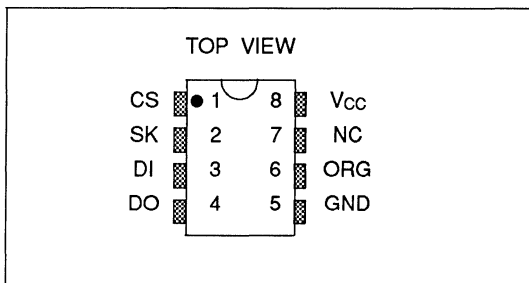 TOP VIEW
CS 1 8 Vcc
SK 2 7 NC
DI 3 6 ORG
DO 4 5 GND